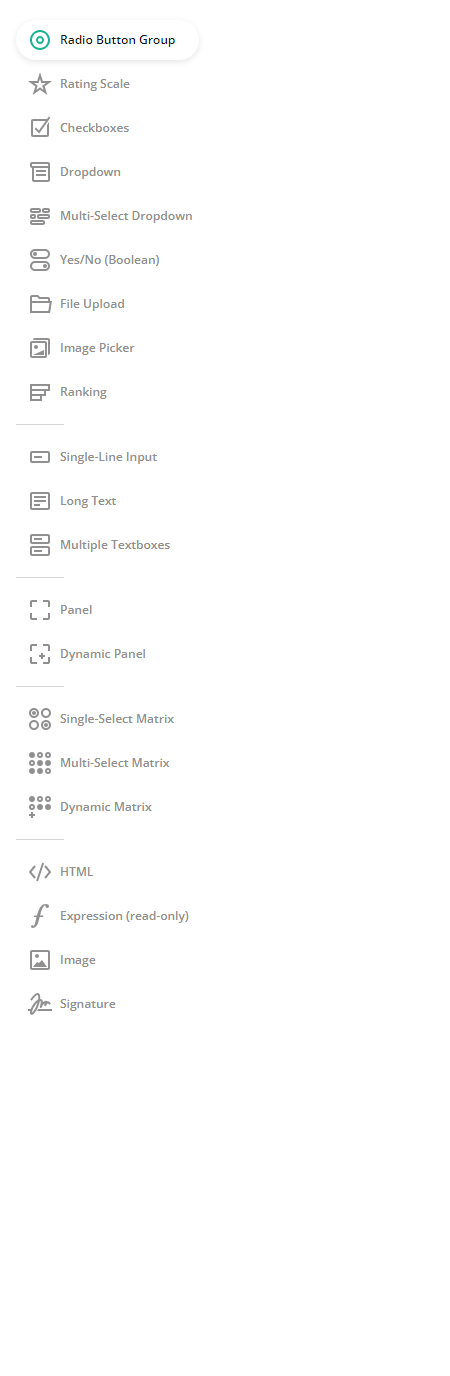 Radio Button Group
Rating Scale
Checkboxes
Dropdown
Multi-Select Dropdown
Yes/No (Boolean)
File Upload
Image Picker
Ranking
Single-Line Input
Long Text
Multiple Textboxes
Panel
Dynamic Panel
Single-Select Matrix
Multi-Select Matrix
Dynamic Matrix
HTML
Expression (read-only)
Image
Signature